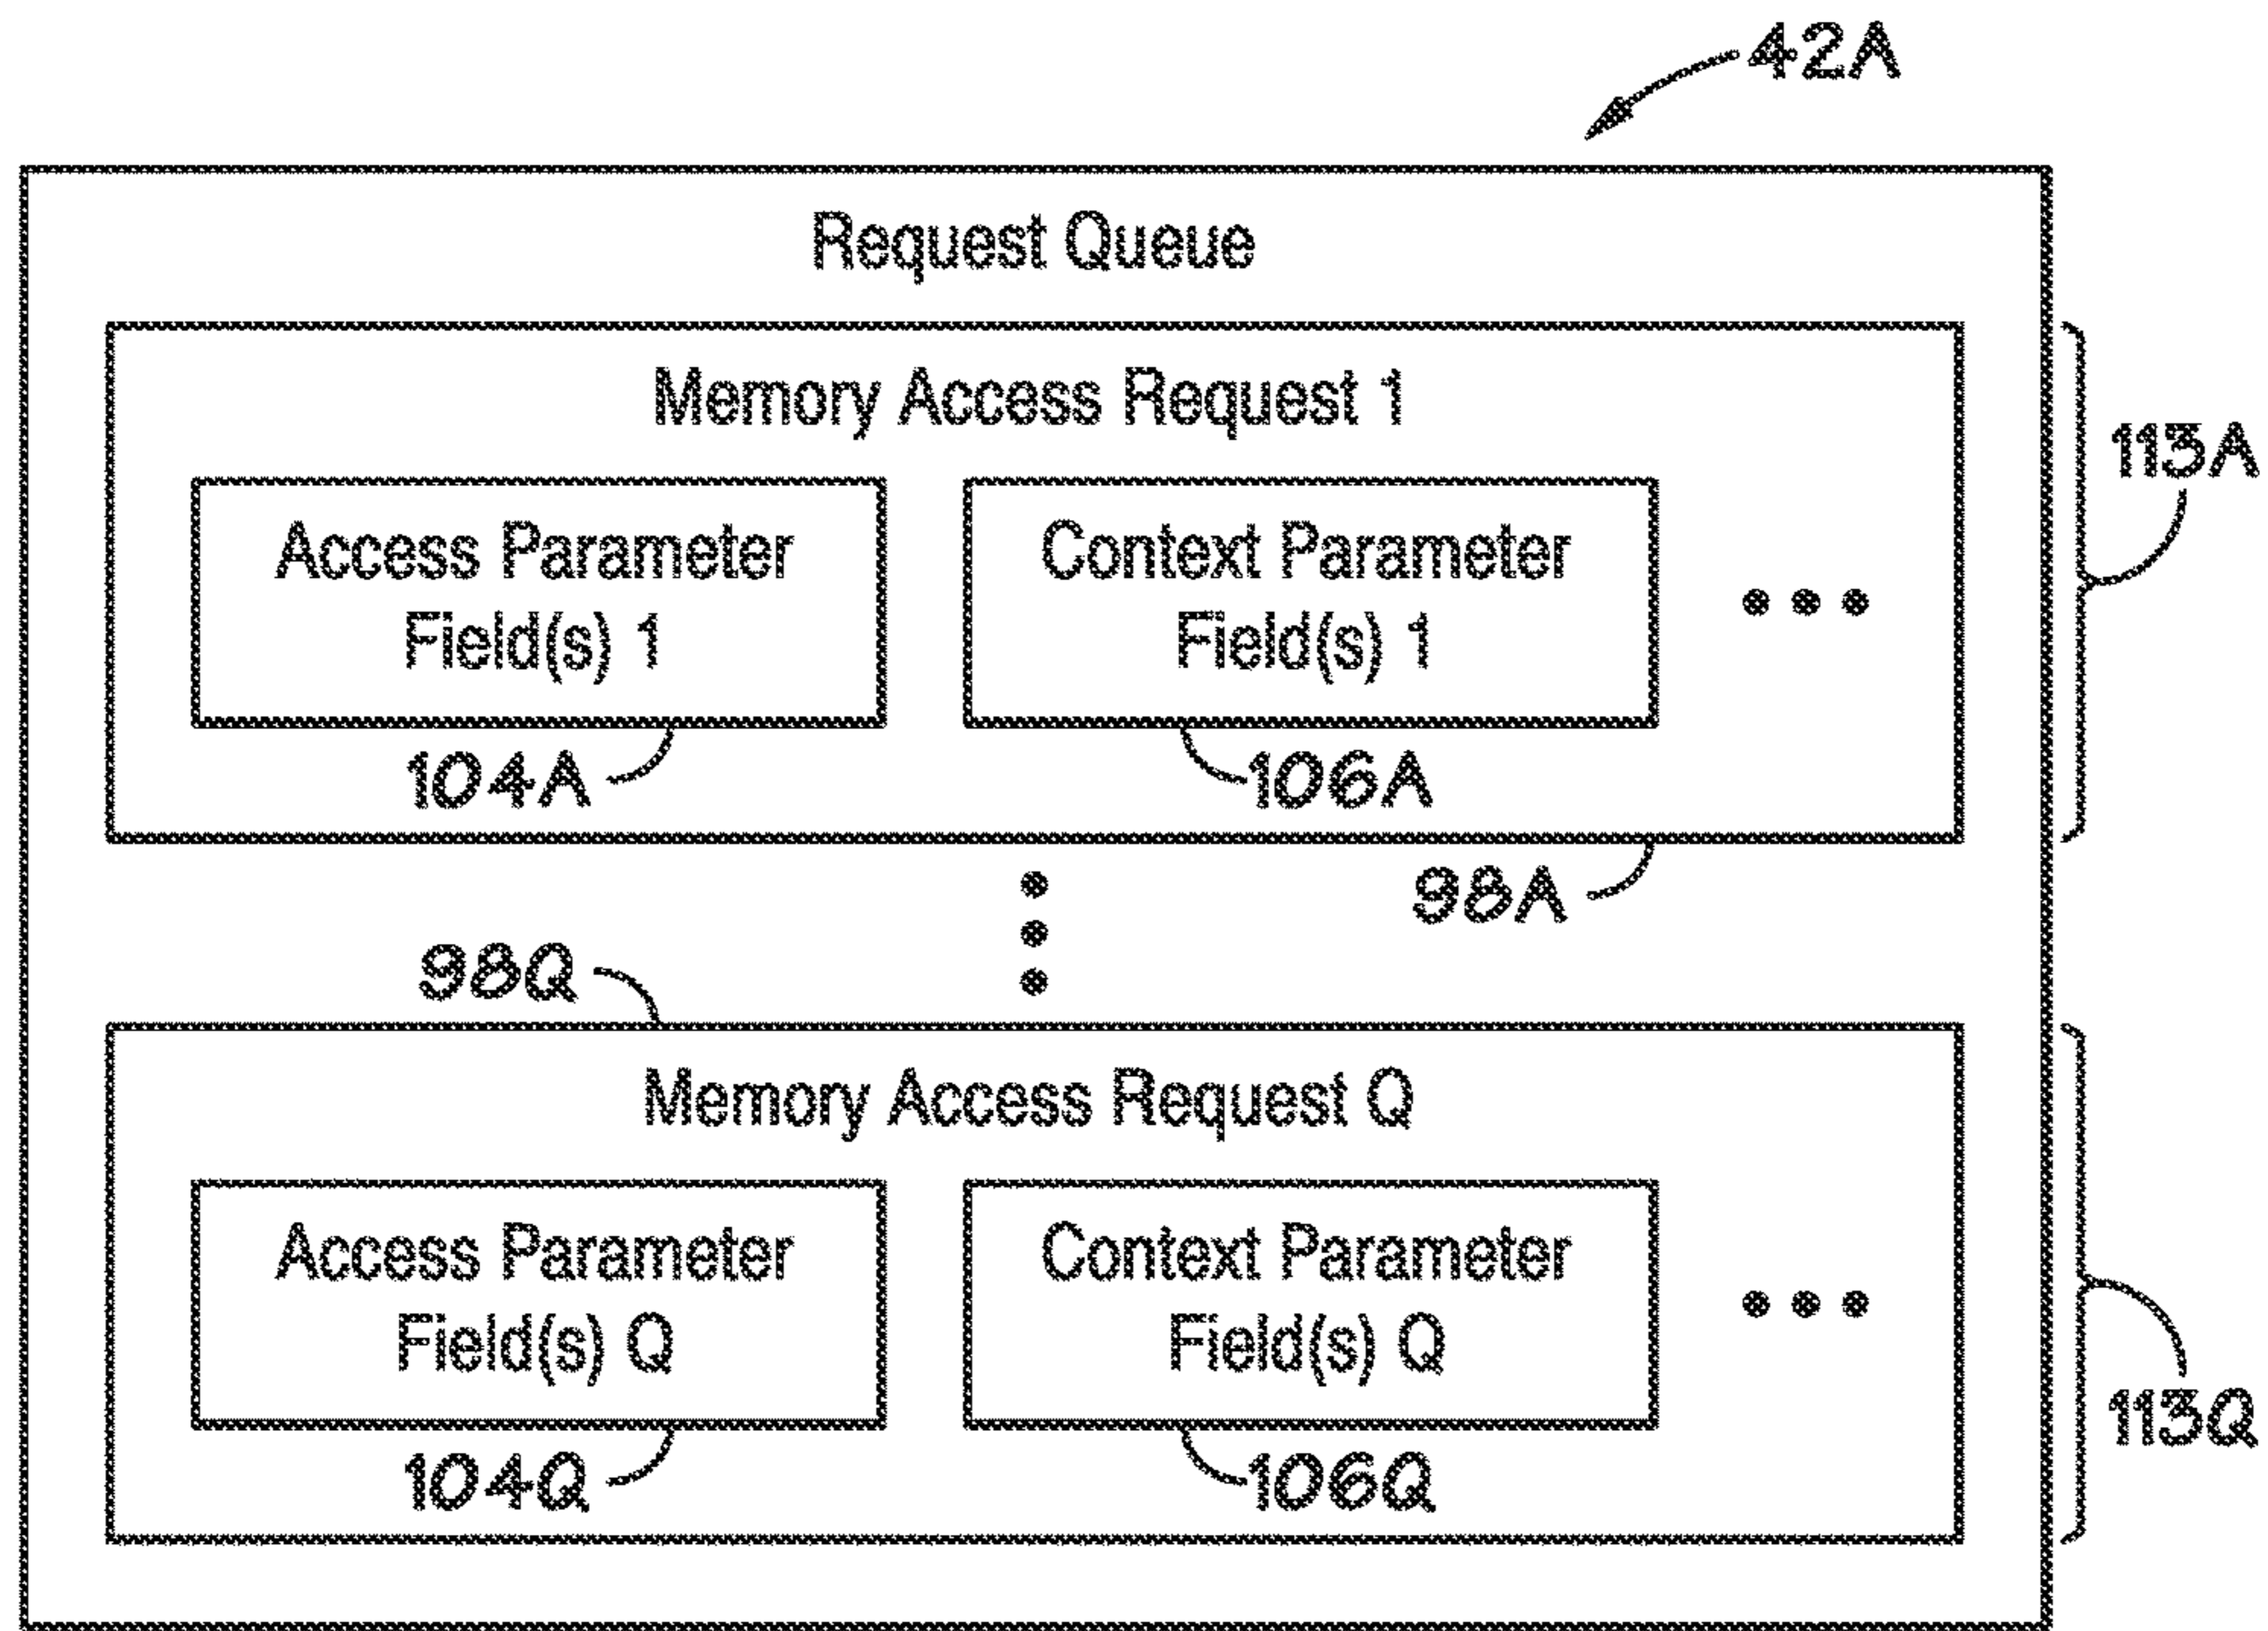 42A
Request Queue
Memory Access Request 1
113A
Access Parameter
Field(s) 1
Context Parameter
Field(s) 1
104A
106A
98A
98Q
Memory Access Request Q
Access Parameter
Field(s) Q
Context Parameter
Field(s) Q
113Q
104Q
106Q